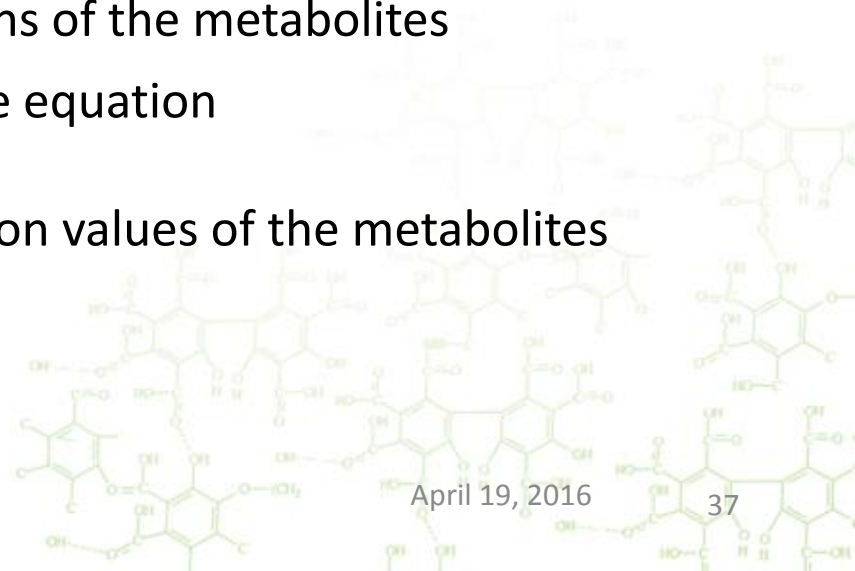 ns of the metabolites
e equation
on values of the metabolites
April 19, 2016
37